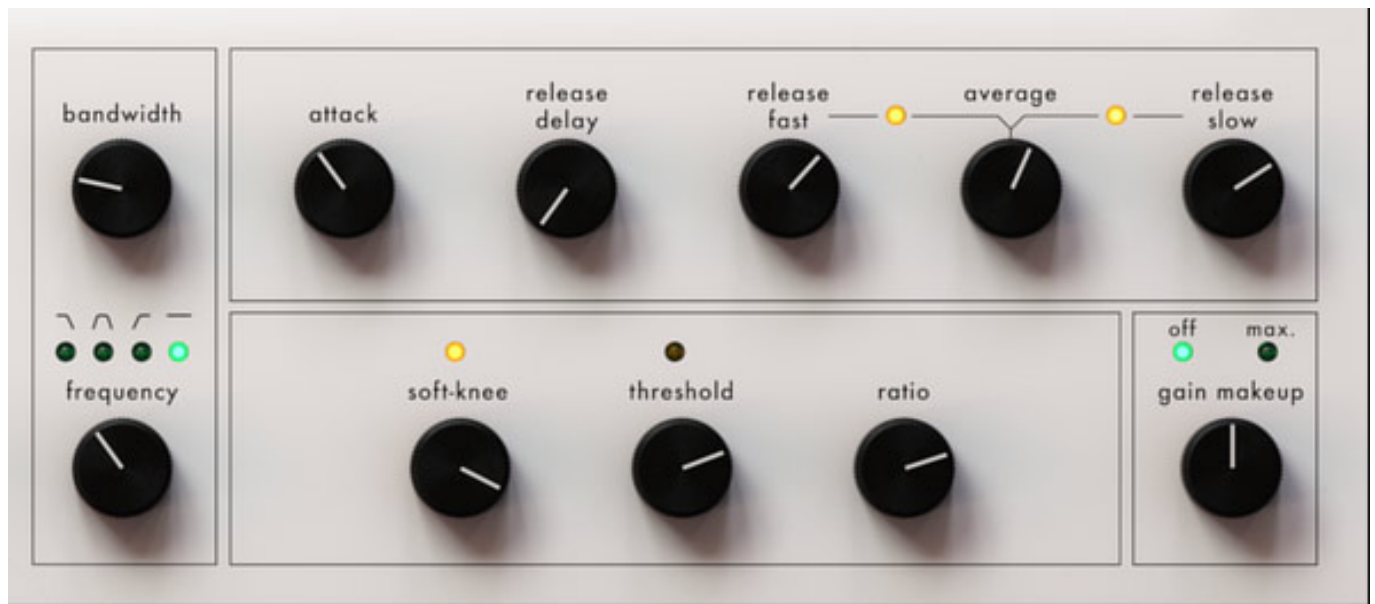 bandwidth
attack
release
delay
release
fast
average
release
slow
frequency
soft-knee
threshold
ratio
off
max.
gain makeup